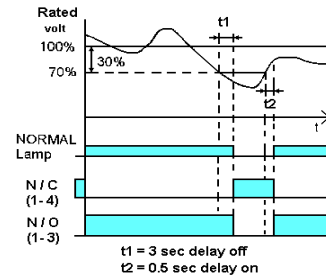 Rated
volt
t1
100%
70%
30%
t2
t
NORMAL
Lamp
N / C
(1- 4)
N / O
(1- 3)
t1 = 3 sec delay off
t2 = 0.5 sec delay on